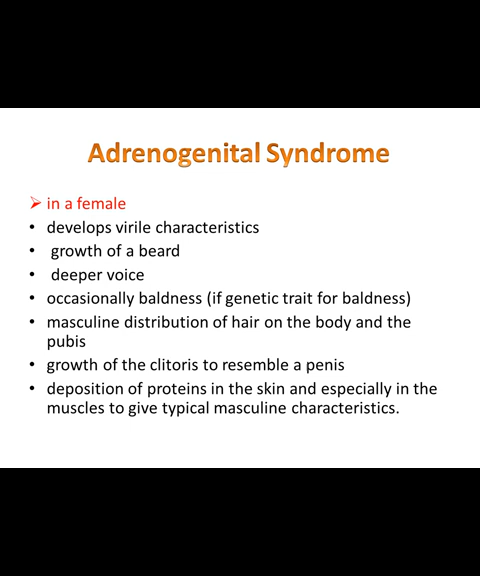 Adrenogenital Syndrome
➢ in a female
• develops virile characteristics
• growth of a beard
• deeper voice
• occasionally baldness (if genetic trait for baldness)
• masculine distribution of hair on the body and the
pubis
• growth of the clitoris to resemble a penis
• deposition of proteins in the skin and especially in the
muscles to give typical masculine characteristics.